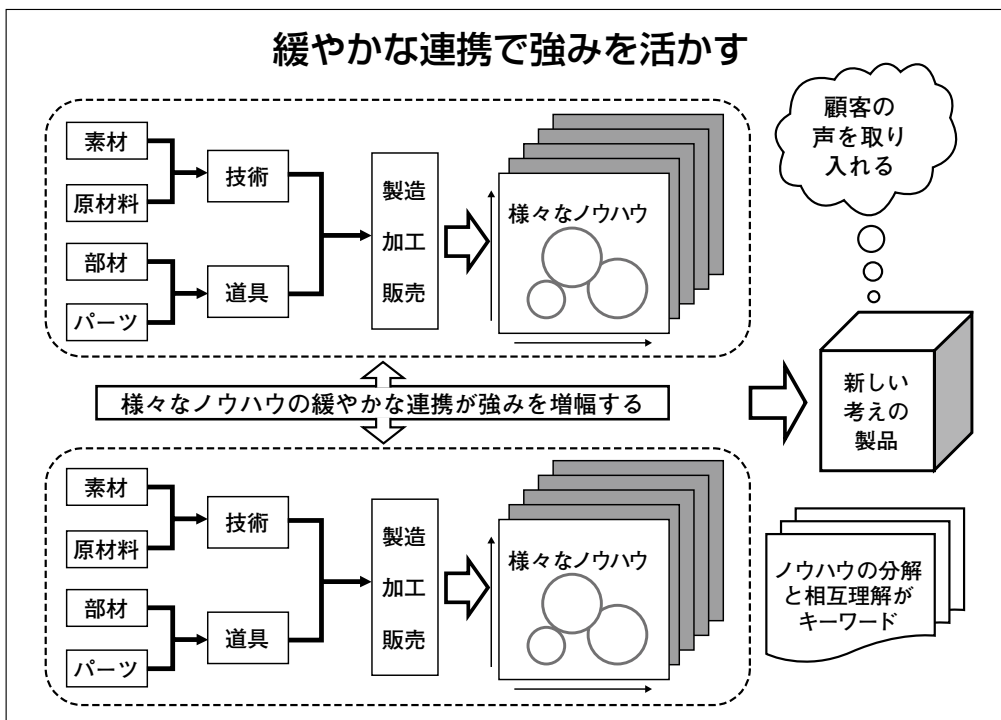 緩やかな連携で強みを活かす
素材
原材料
部材
パーツ
技術
道具
製造
加工
販売
様々なノウハウ
顧客の
声を取り
入れる
様々なノウハウの緩やかな連携が強みを増幅する
新しい
考えの
製品
素材
原材料
部材
パーツ
技術
道具
製造
加工
販売
様々なノウハウ
ノウハウの分解
と相互理解が
キーワード